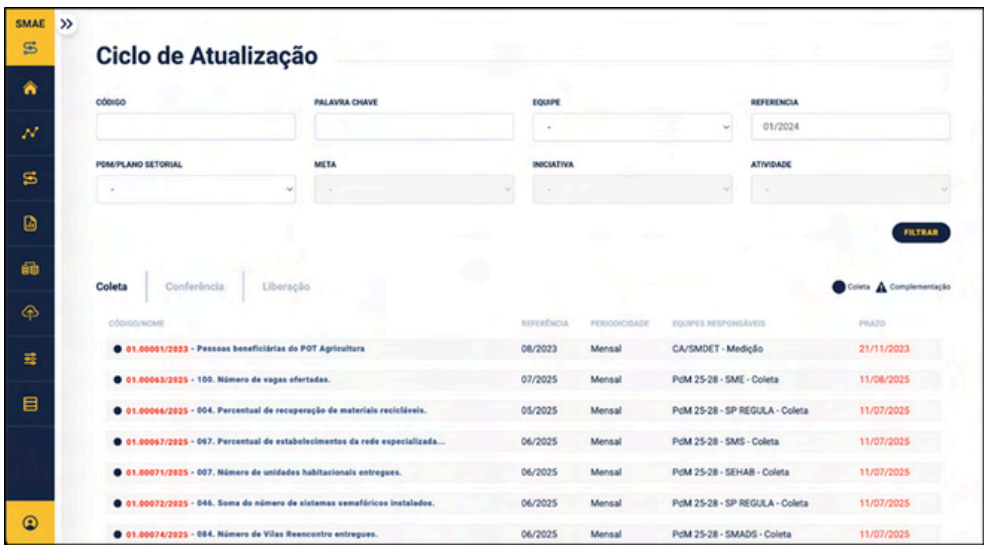 SMAE
Ciclo de Atualização
CÓDIGO PALAVRA CHAVE EQUIPE REFERENCIA
- 01/2024
PDM/PLANO SETORIAL META INICIATIVA ATIVIDADE
- - - -
FILTRAR
Coleta Conferência Liberação Coleta Complementação
CÓDIGO/NOME REFERÊNCIA PERIODICIDADE EQUIPES RESPONSÁVEIS PRAZO
01.00001/2023 - Pessoas beneficiárias do POT Agricultura 08/2023 Mensal CA/SMDET - Medição 21/11/2023
01.00063/2025 - 100. Número de vagas ofertadas. 07/2025 Mensal PdM 25-28 - SME - Coleta 11/08/2025
01.00066/2025 - 004. Percentual de recuperação de materiais recicláveis. 05/2025 Mensal PdM 25-28 - SP REGULA - Coleta 11/07/2025
01.00067/2025 - 067. Percentual de estabelecimentos da rede especializada... 06/2025 Mensal PdM 25-28 - SMS - Coleta 11/07/2025
01.00071/2025 - 007. Número de unidades habitacionais entregues. 06/2025 Mensal PdM 25-28 - SEHAB - Coleta 11/07/2025
01.00072/2025 - 046. Soma do número de sistemas semafóricos instalados. 06/2025 Mensal PdM 25-28 - SP REGULA - Coleta 11/07/2025
01.00074/2025 - 084. Número de Vilas Reencontro entregues. 06/2025 Mensal PdM 25-28 - SMADS - Coleta 11/07/2025